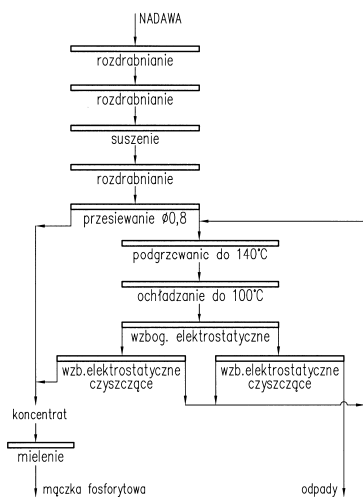 NADAWA
rozdrabnianie
rozdrabnianie
suszenie
rozdrabnianie
przesiewanie Ø0,8
podgrzcwanic do 140°C
ochładzanie do 100°C
wzbog. elektrostatyczne
wzb.elektrostatyczne
czyszczące
wzb.elektrostatyczne
czyszczące
koncentrat
mielenie
mączka fosforytowa
odpady